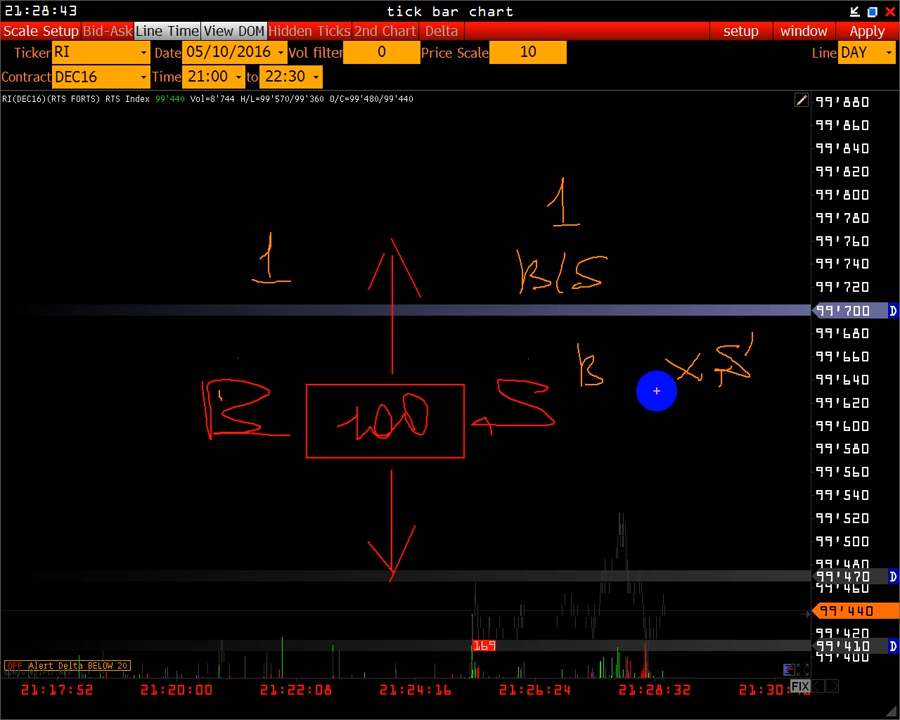 21:28:43 tick bar chart
Scale Setup Bid-Ask Line Time View DOM Hidden Ticks 2nd Chart Delta setup window Apply
Ticker RI Date 05/10/2016 Vol filter 0 Price Scale 10 Line DAY
Contract DEC16 Time 21:00 to 22:30
RI(DEC16)(RTS FORTS) RTS Index 99'440 Vol=8'744 H/L=99'570/99'360 O/C=99'480/99'440
99'880
99'860
99'840
99'820
99'800
99'780
99'760
99'740
99'720
99'700 D
99'680
99'660
99'640
99'620
99'600
99'580
99'560
99'540
99'520
99'500
99'480
99'470 D
99'460
99'440
99'420
99'410 D
99'400
1
1
B/S
B
B 100 S
169
OFF Alert Delta BELOW 20
FIX
21:17:52 21:20:00 21:22:08 21:24:16 21:26:24 21:28:32